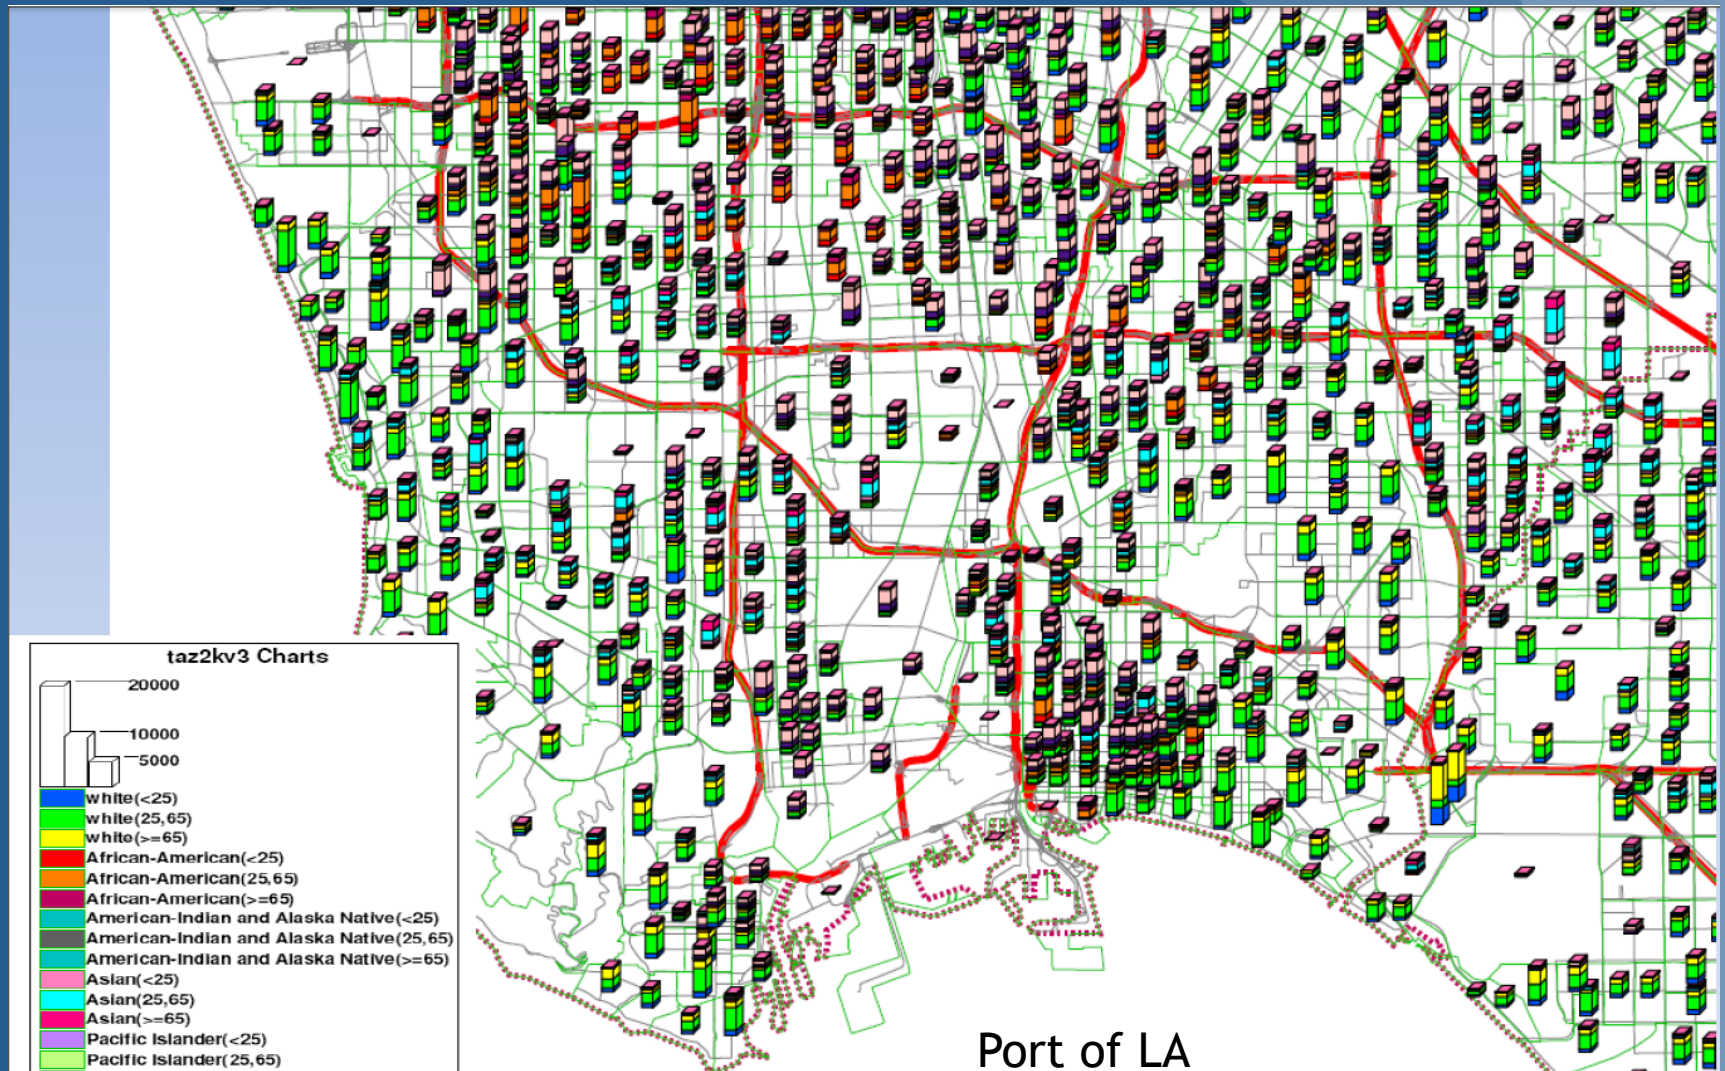 taz2kv3 Charts
20000
10000
5000
white(<25)
white(25,65)
white(>=65)
African-American(<25)
African-American(25,65)
African-American(>=65)
American-Indian and Alaska Native(<25)
American-Indian and Alaska Native(25,65)
American-Indian and Alaska Native(>=65)
Asian(<25)
Asian(25,65)
Asian(>=65)
Pacific Islander(<25)
Pacific Islander(25,65)
Port of LA